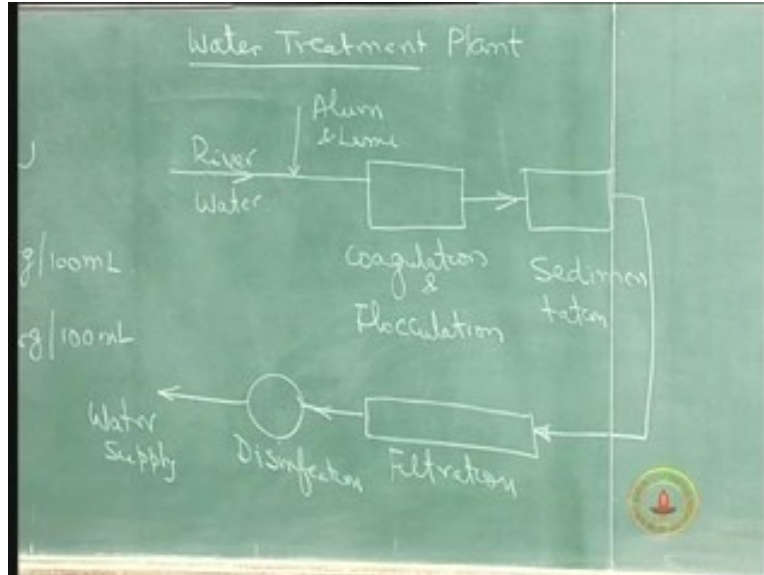 Water Treatment Plant
Alum
& Lime
River
Water
Coagulation
&
Flocculation
Sedimen
tation
g/100mL
g/100mL
Water
Supply
Disinfection
Filtration